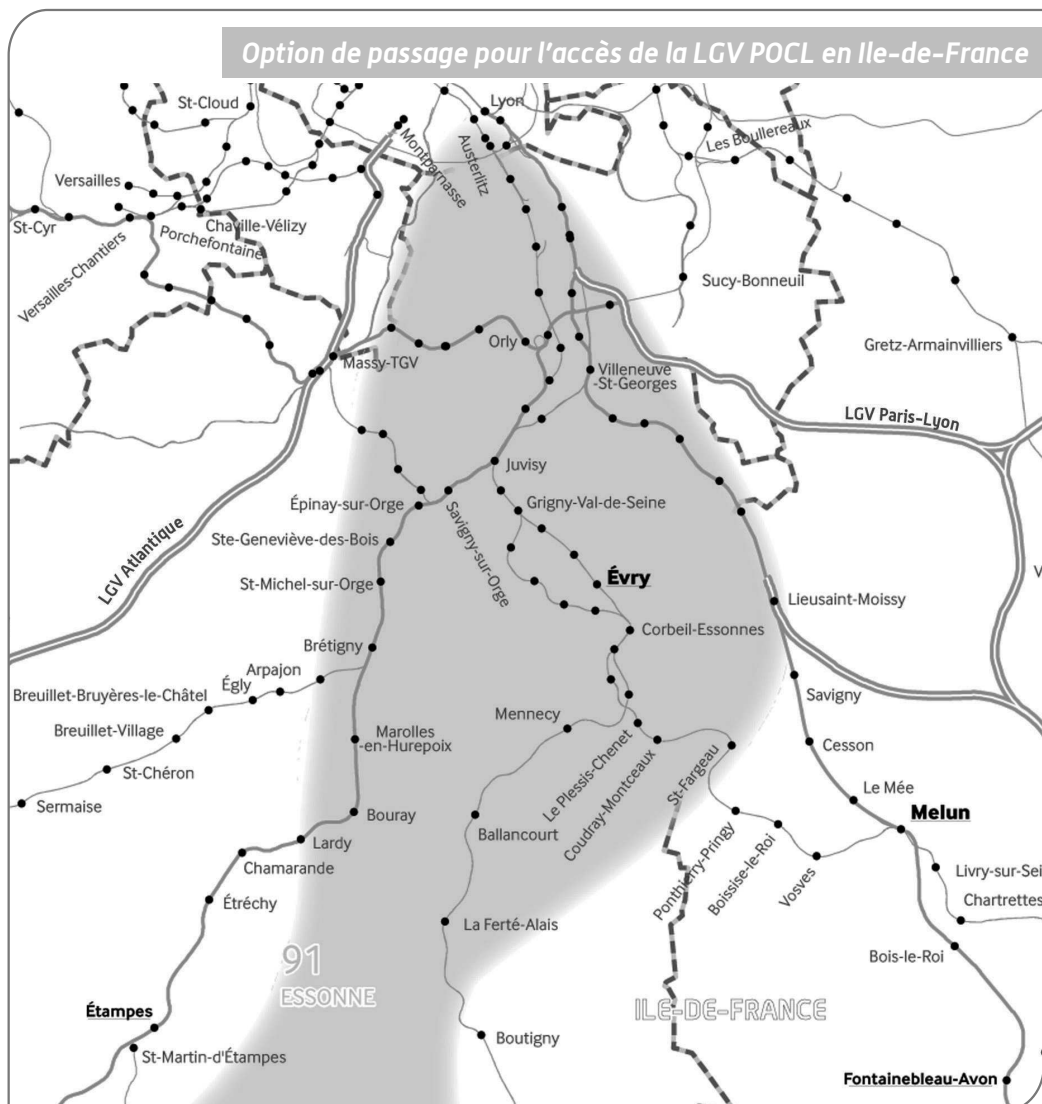 Option de passage pour l'accès de la LGV POCL en Ile-de-France
St-Cloud
Lyon
Montparnasse
Austerlitz
Les Boullereaux
Versailles
St-Cyr
Chaville-Vélizy
Porchefontaine
Versailles-Chantiers
Sucy-Bonneuil
Orly
Gretz-Armainvilliers
Massy-TGV
Villeneuve
-St-Georges
LGV Paris-Lyon
Juvisy
Épinay-sur-Orge
Savigny-sur-Orge
Grigny-Val-de-Seine
LGV Atlantique
Ste-Geneviève-des-Bois
St-Michel-sur-Orge
Évry
V
Lieusaint-Moissy
Corbeil-Essonnes
Brétigny
Arpajon
Égly
Breuillet-Bruyères-le-Châtel
Savigny
Mennecy
Breuillet-Village
Marolles
-en-Hurepoix
Le Plessis-Chenet
Coudray-Montceaux
St-Fargeau
Cesson
St-Chéron
Sermaise
Le Mée
Bouray
Melun
Ballancourt
Ponthierry-Pringy
Boissise-le-Roi
Vosves
Lardy
Chamarande
Livry-sur-Sei
Chartrettes
Étréchy
La Ferté-Alais
Bois-le-Roi
91
ESSONNE
ILE-DE-FRANCE
Étampes
Boutigny
St-Martin-d'Étampes
Fontainebleau-Avon